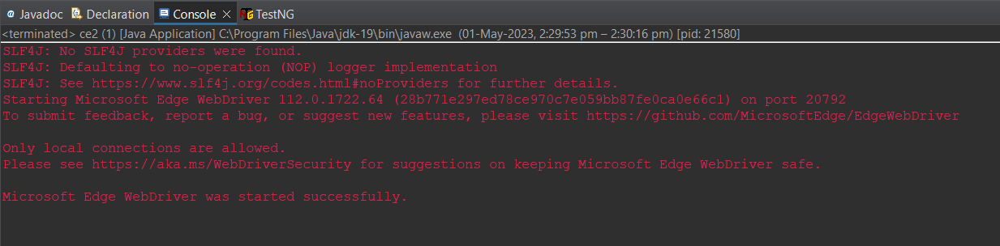 @ Javadoc Declaration Console TestNG
<terminated> ce2 (1) [Java Application] C:\Program Files\Java\jdk-19\bin\javaw.exe (01-May-2023, 2:29:53 pm – 2:30:16 pm) [pid: 21580]
SLF4J: No SLF4J providers were found.
SLF4J: Defaulting to no-operation (NOP) logger implementation
SLF4J: See https://www.slf4j.org/codes.html#noProviders for further details.
Starting Microsoft Edge WebDriver 112.0.1722.64 (28b771e297ed78ce970c7e059bb87fe0ca0e66c1) on port 20792
To submit feedback, report a bug, or suggest new features, please visit https://github.com/MicrosoftEdge/EdgeWebDriver
Only local connections are allowed.
Please see https://aka.ms/WebDriverSecurity for suggestions on keeping Microsoft Edge WebDriver safe.
Microsoft Edge WebDriver was started successfully.